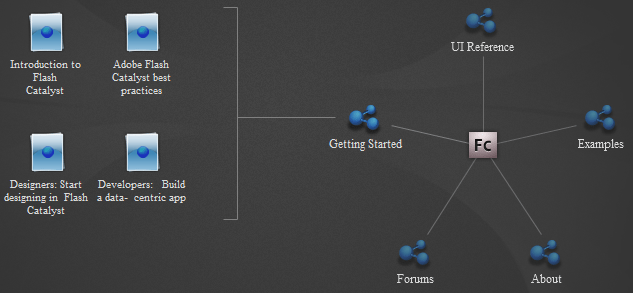 Introduction to
Flash
Catalyst
Adobe Flash
Catalyst best
practices
Designers: Start
designing in Flash
Catalyst
Developers: Build
a data- centric app
Getting Started
UI Reference
Fc
Examples
Forums
About